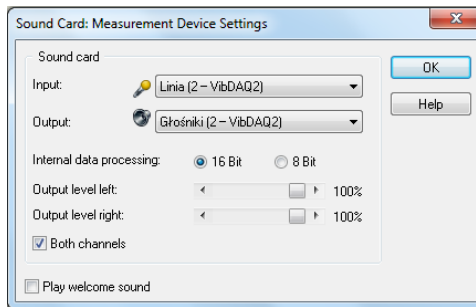 Sound Card: Measurement Device Settings
Sound card
Input: Linia (2 – VibDAQ2)
Output: Głośniki (2 – VibDAQ2)
Internal data processing: 16 Bit 8 Bit
Output level left: 100%
Output level right: 100%
Both channels
Play welcome sound
OK
Help